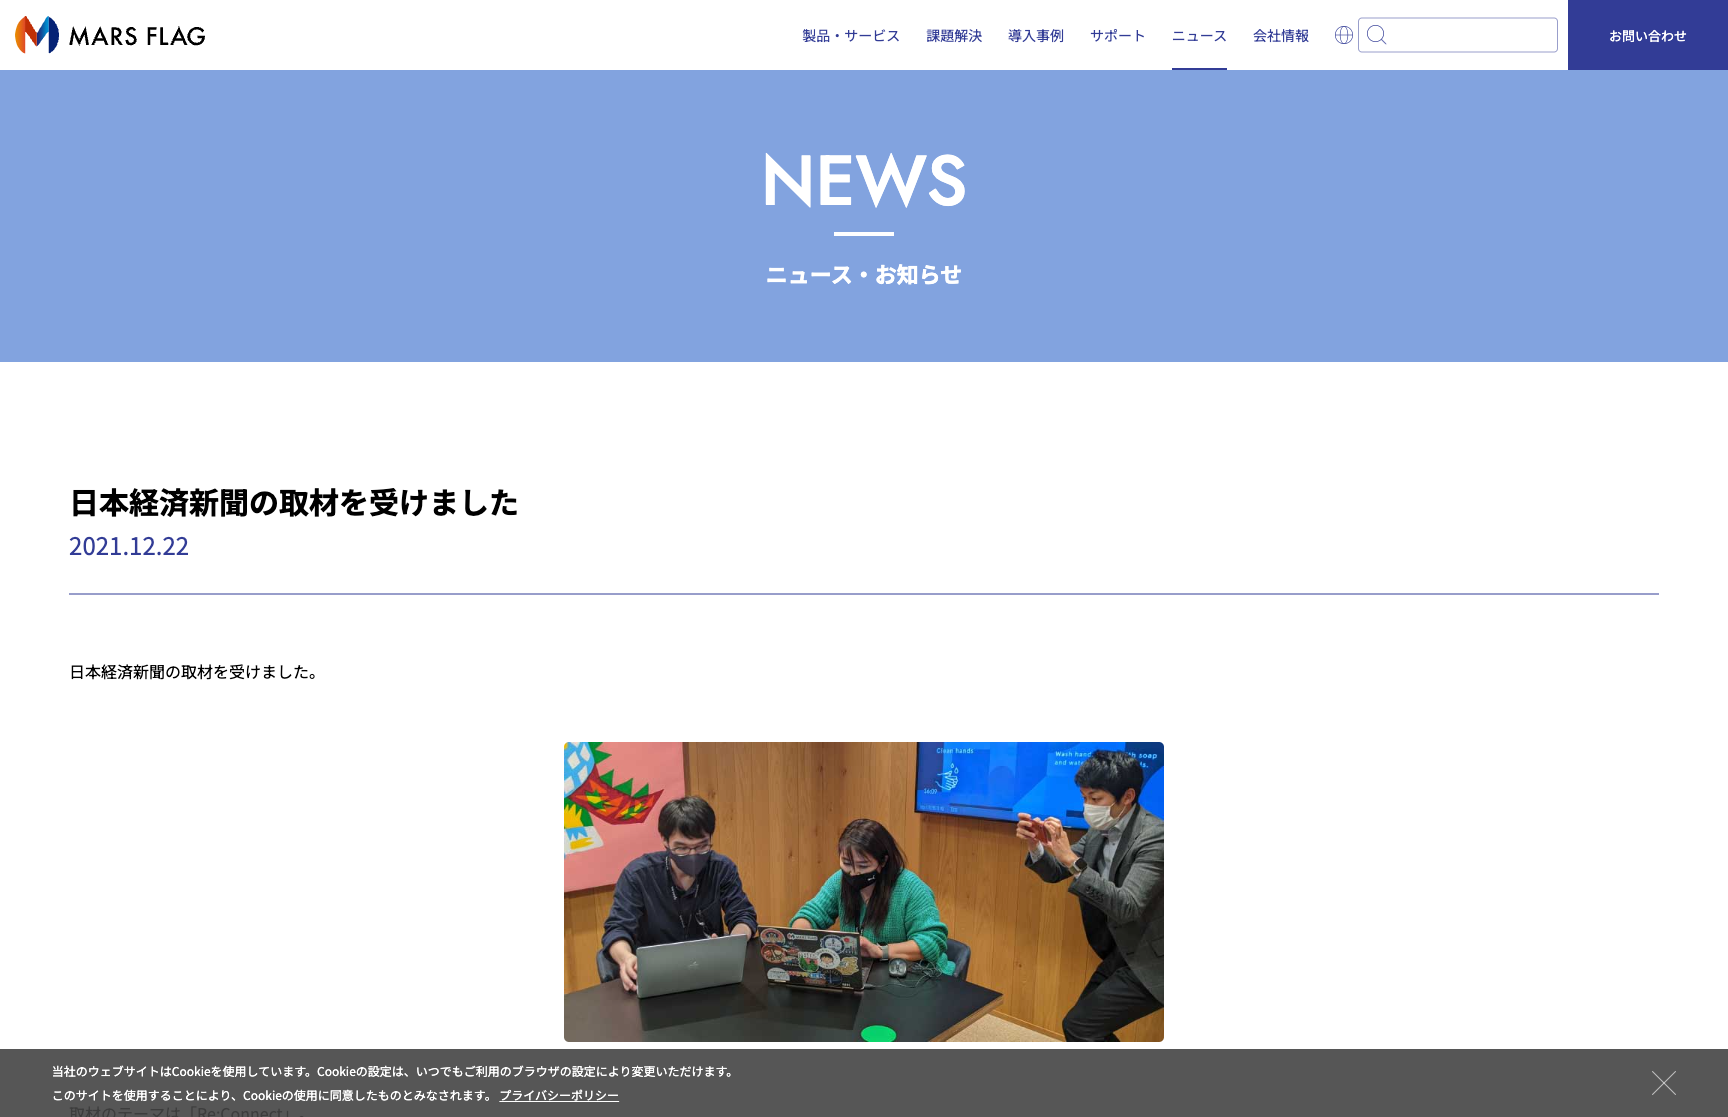 MARS FLAG
製品・サービス 課題解決 導入事例 サポート ニュース 会社情報 お問い合わせ
NEWS
ニュース・お知らせ
日本経済新聞の取材を受けました
2021.12.22
日本経済新聞の取材を受けました。
Clean hands
当社のウェブサイトはCookieを使用しています。Cookieの設定は、いつでもご利用のブラウザの設定により変更いただけます。
このサイトを使用することにより、Cookieの使用に同意したものとみなされます。 プライバシーポリシー
取材のテーマは「Re:Connect」。